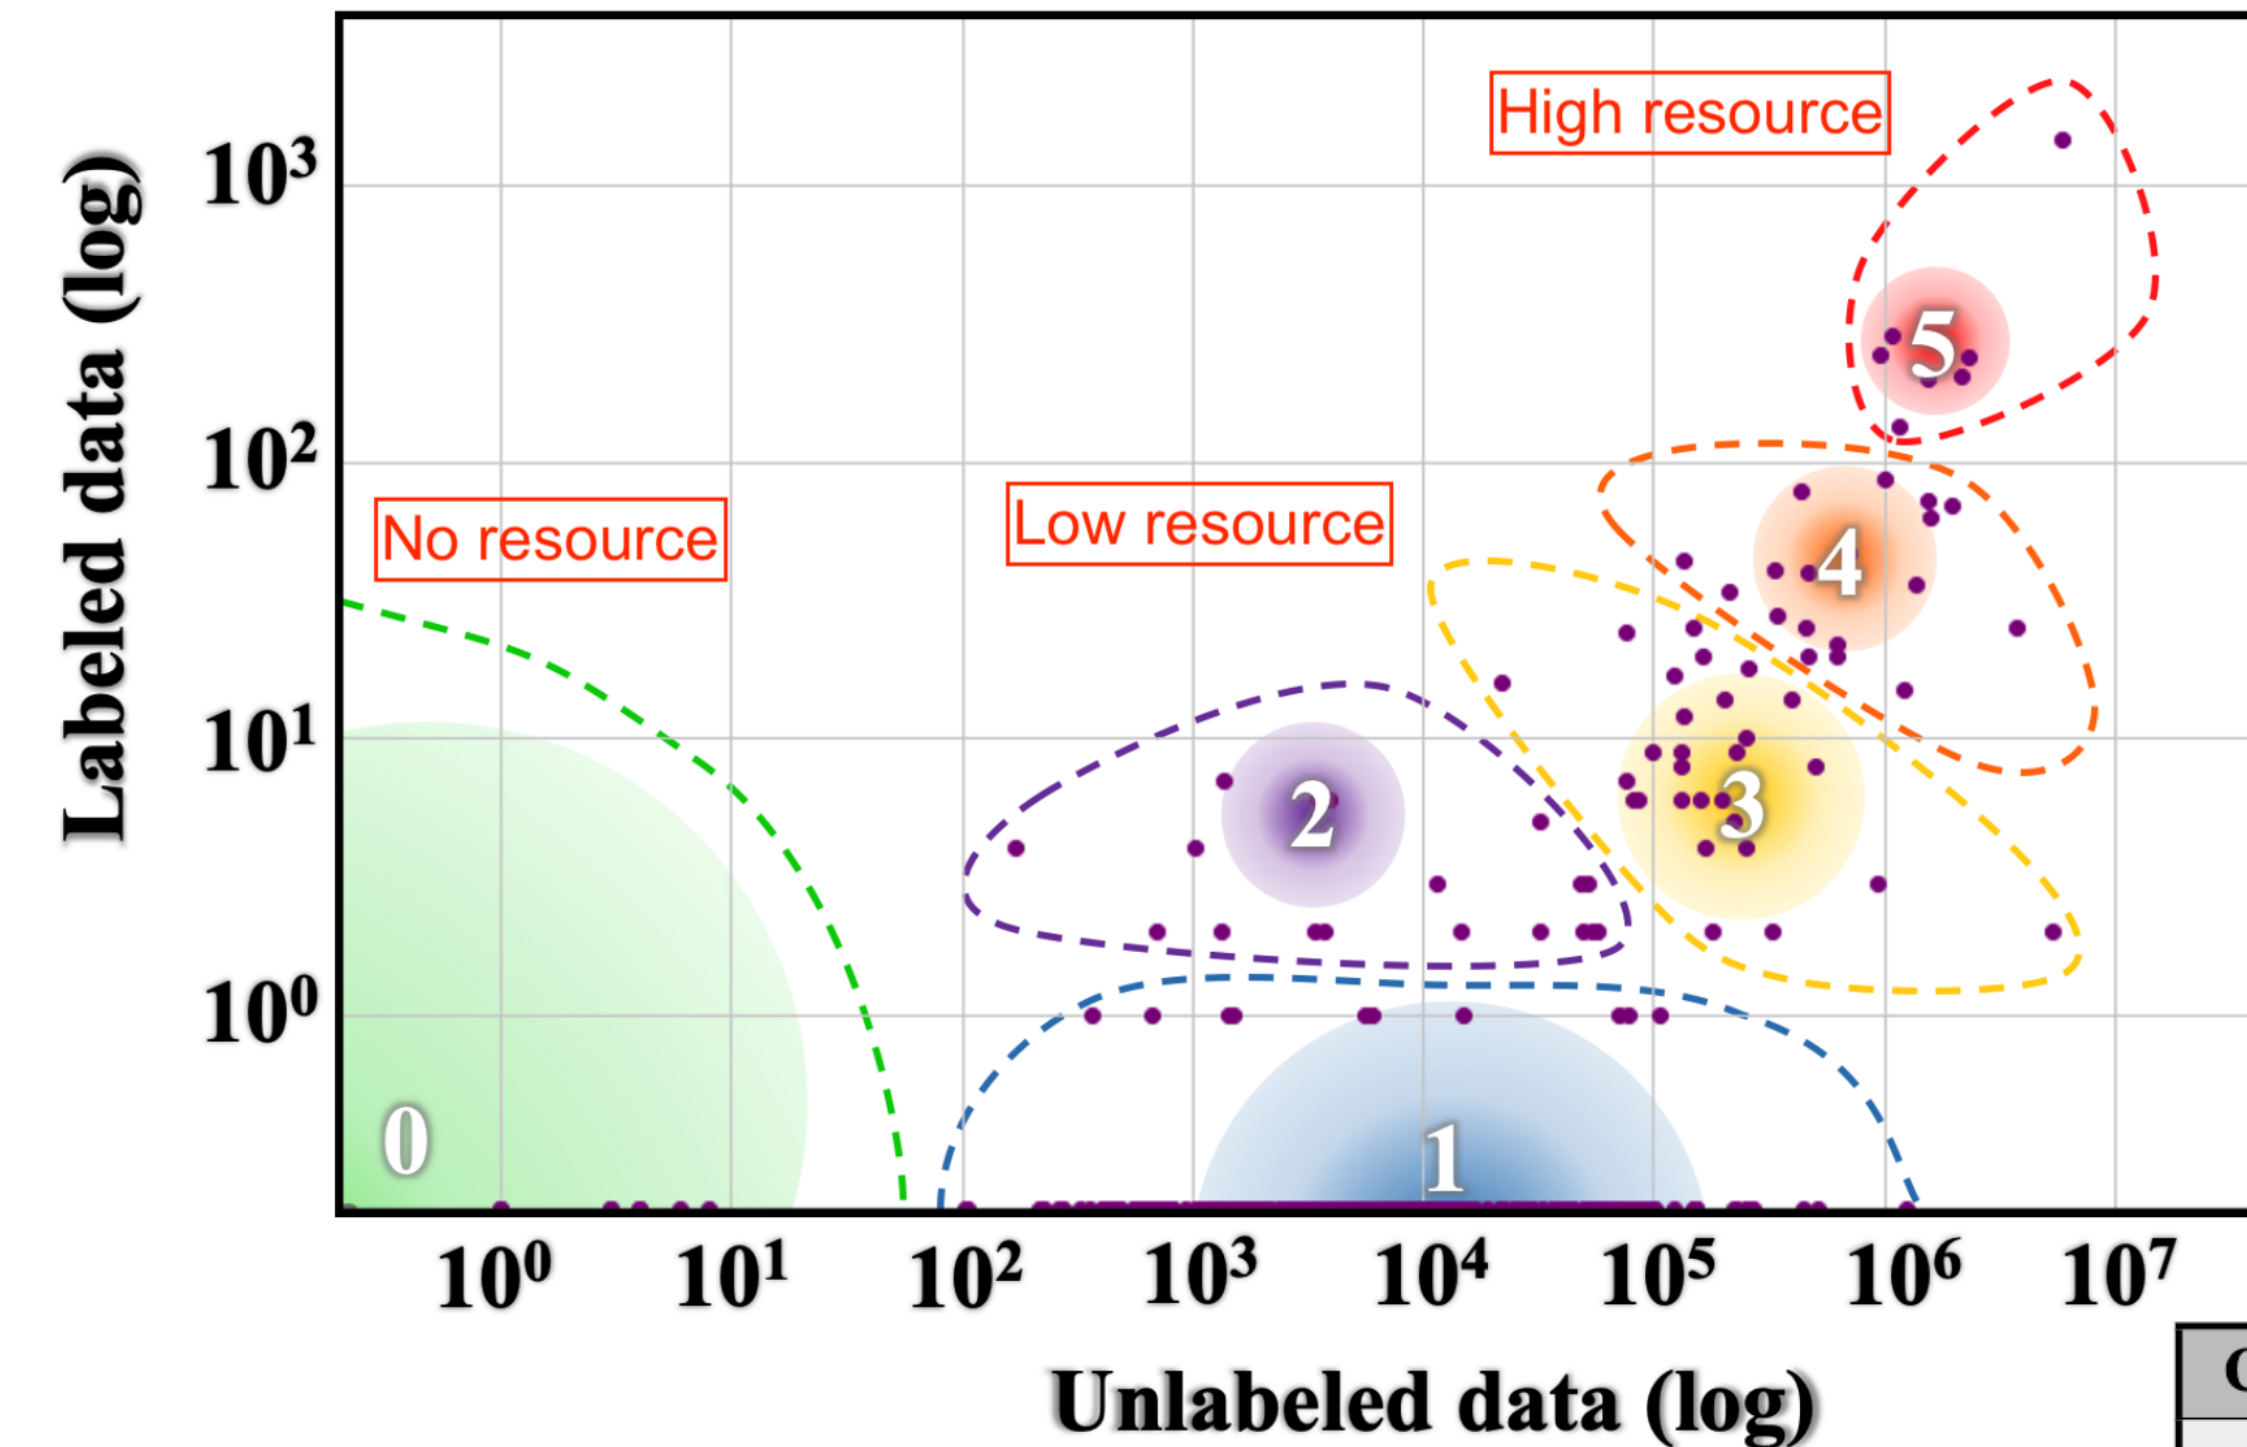 High resource
10³
5
10²
No resource
Low resource
4
10¹
2
3
10⁰
0
1
Labeled data (log)
10⁰ 10¹ 10² 10³ 10⁴ 10⁵ 10⁶ 10⁷
Unlabeled data (log)